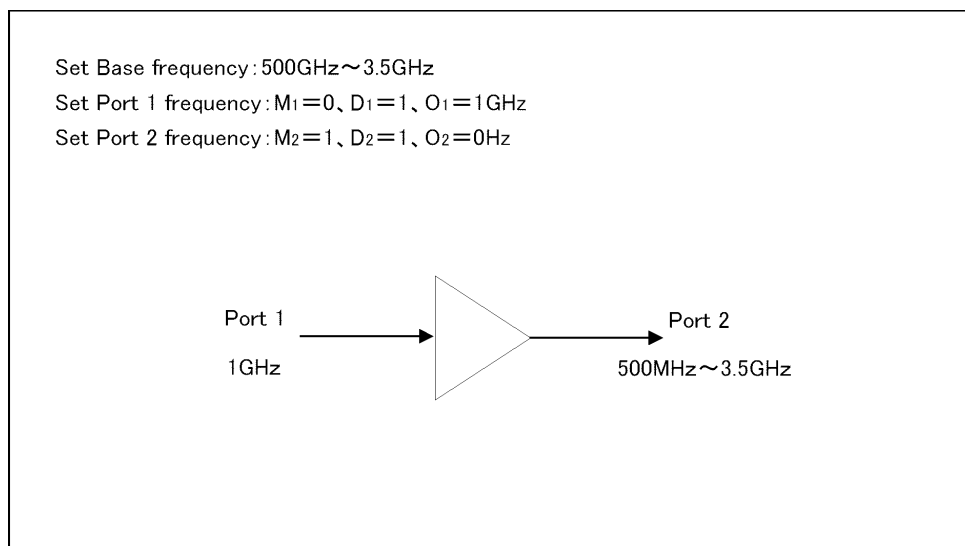 Set Base frequency:500GHz～3.5GHz
Set Port 1 frequency:M1=0、D1=1、O1=1GHz
Set Port 2 frequency:M2=1、D2=1、O2=0Hz
Port 1
Port 2
1GHz
500MHz～3.5GHz